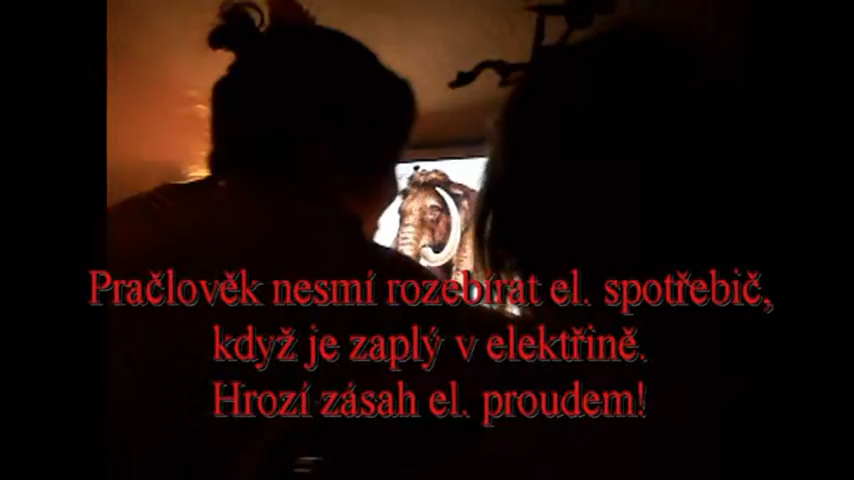 Pračlověk nesmí rozebírat el. spotřebič,
když je zaplý v elektřině.
Hrozí zásah el. proudem!